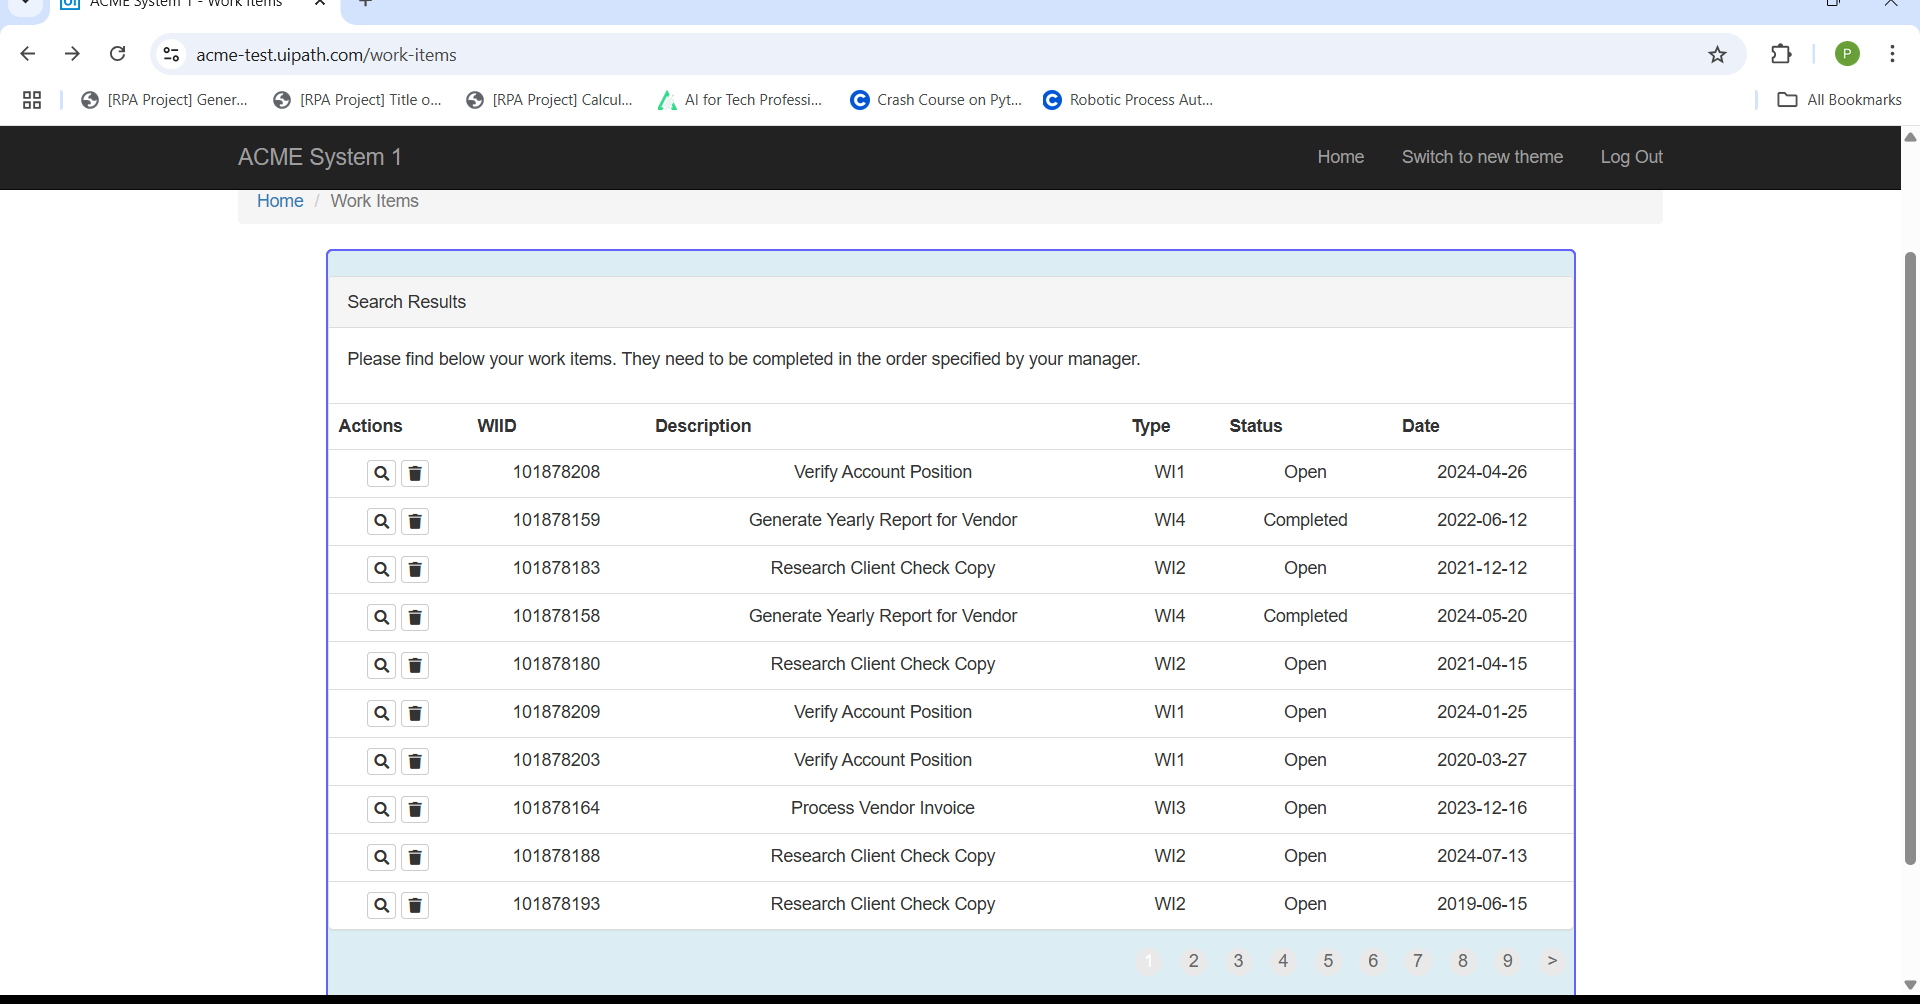 ACME System 1 - Work Items
acme-test.uipath.com/work-items
P
[RPA Project] Gener... [RPA Project] Title o... [RPA Project] Calcul... AI for Tech Professi... Crash Course on Pyt... Robotic Process Aut... All Bookmarks
ACME System 1 Home Switch to new theme Log Out
Home / Work Items
Search Results
Please find below your work items. They need to be completed in the order specified by your manager.
Actions WIID Description Type Status Date
101878208 Verify Account Position WI1 Open 2024-04-26
101878159 Generate Yearly Report for Vendor WI4 Completed 2022-06-12
101878183 Research Client Check Copy WI2 Open 2021-12-12
101878158 Generate Yearly Report for Vendor WI4 Completed 2024-05-20
101878180 Research Client Check Copy WI2 Open 2021-04-15
101878209 Verify Account Position WI1 Open 2024-01-25
101878203 Verify Account Position WI1 Open 2020-03-27
101878164 Process Vendor Invoice WI3 Open 2023-12-16
101878188 Research Client Check Copy WI2 Open 2024-07-13
101878193 Research Client Check Copy WI2 Open 2019-06-15
1 2 3 4 5 6 7 8 9 >